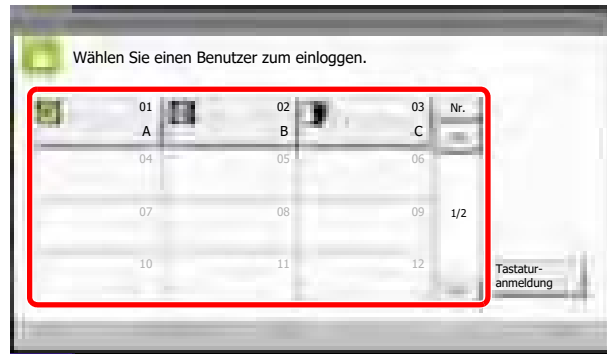 Wählen Sie einen Benutzer zum einloggen.
01 02 03 Nr.
A B C
04 05 06
07 08 09 1/2
10 11 12
Tastatur-
anmeldung